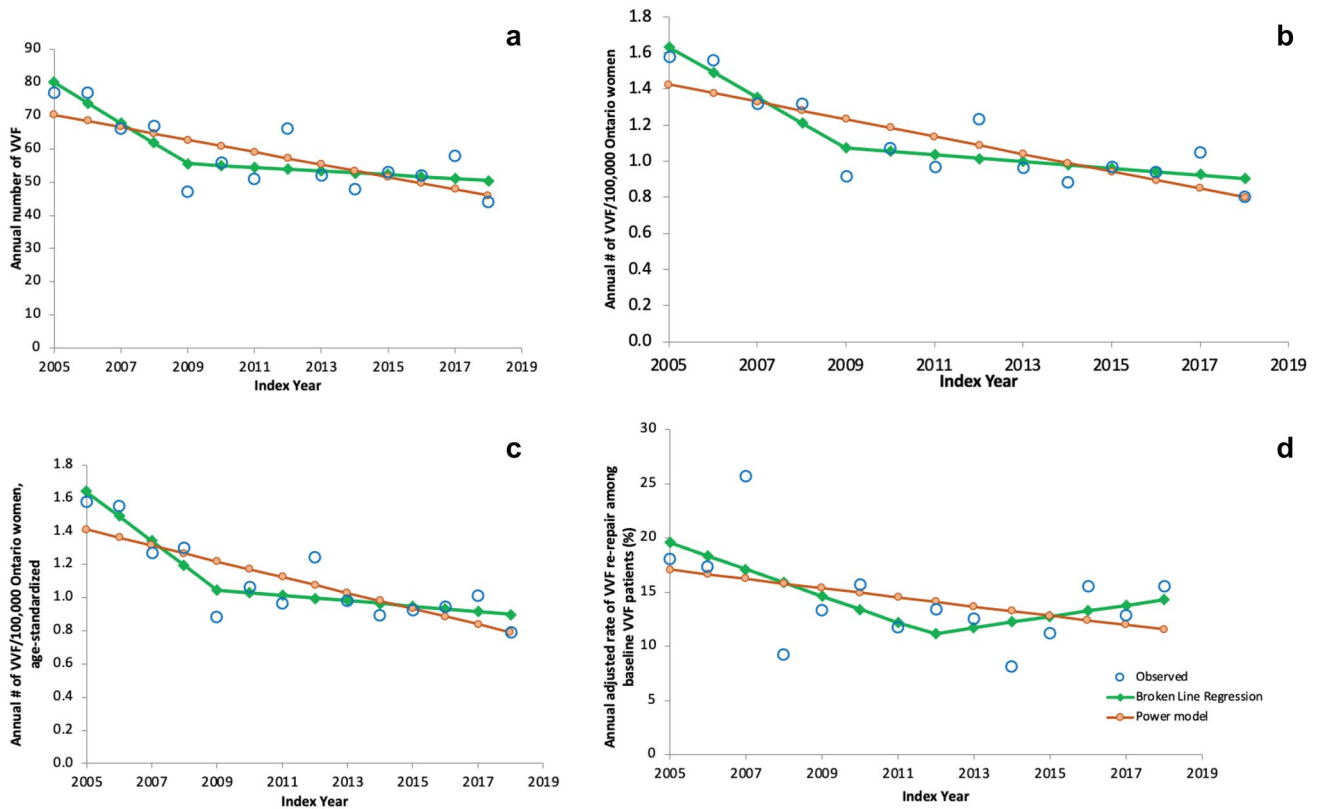 a
Annual number of VVF
90
80
70
60
50
40
30
20
10
0
2005 2007 2009 2011 2013 2015 2017 2019
Index Year
b
Annual # of VVF/100,000 Ontario women
1.8
1.6
1.4
1.2
1.0
0.8
0.6
0.4
0.2
0.0
2005 2007 2009 2011 2013 2015 2017 2019
Index Year
c
Annual # of VVF/100,000 Ontario women,
age-standardized
1.8
1.6
1.4
1.2
1.0
0.8
0.6
0.4
0.2
0.0
2005 2007 2009 2011 2013 2015 2017 2019
Index Year
d
Annual adjusted rate of VVF re-repair among
baseline VVF patients (%)
30
25
20
15
10
5
0
2005 2007 2009 2011 2013 2015 2017 2019
Index Year
Observed
Broken Line Regression
Power model